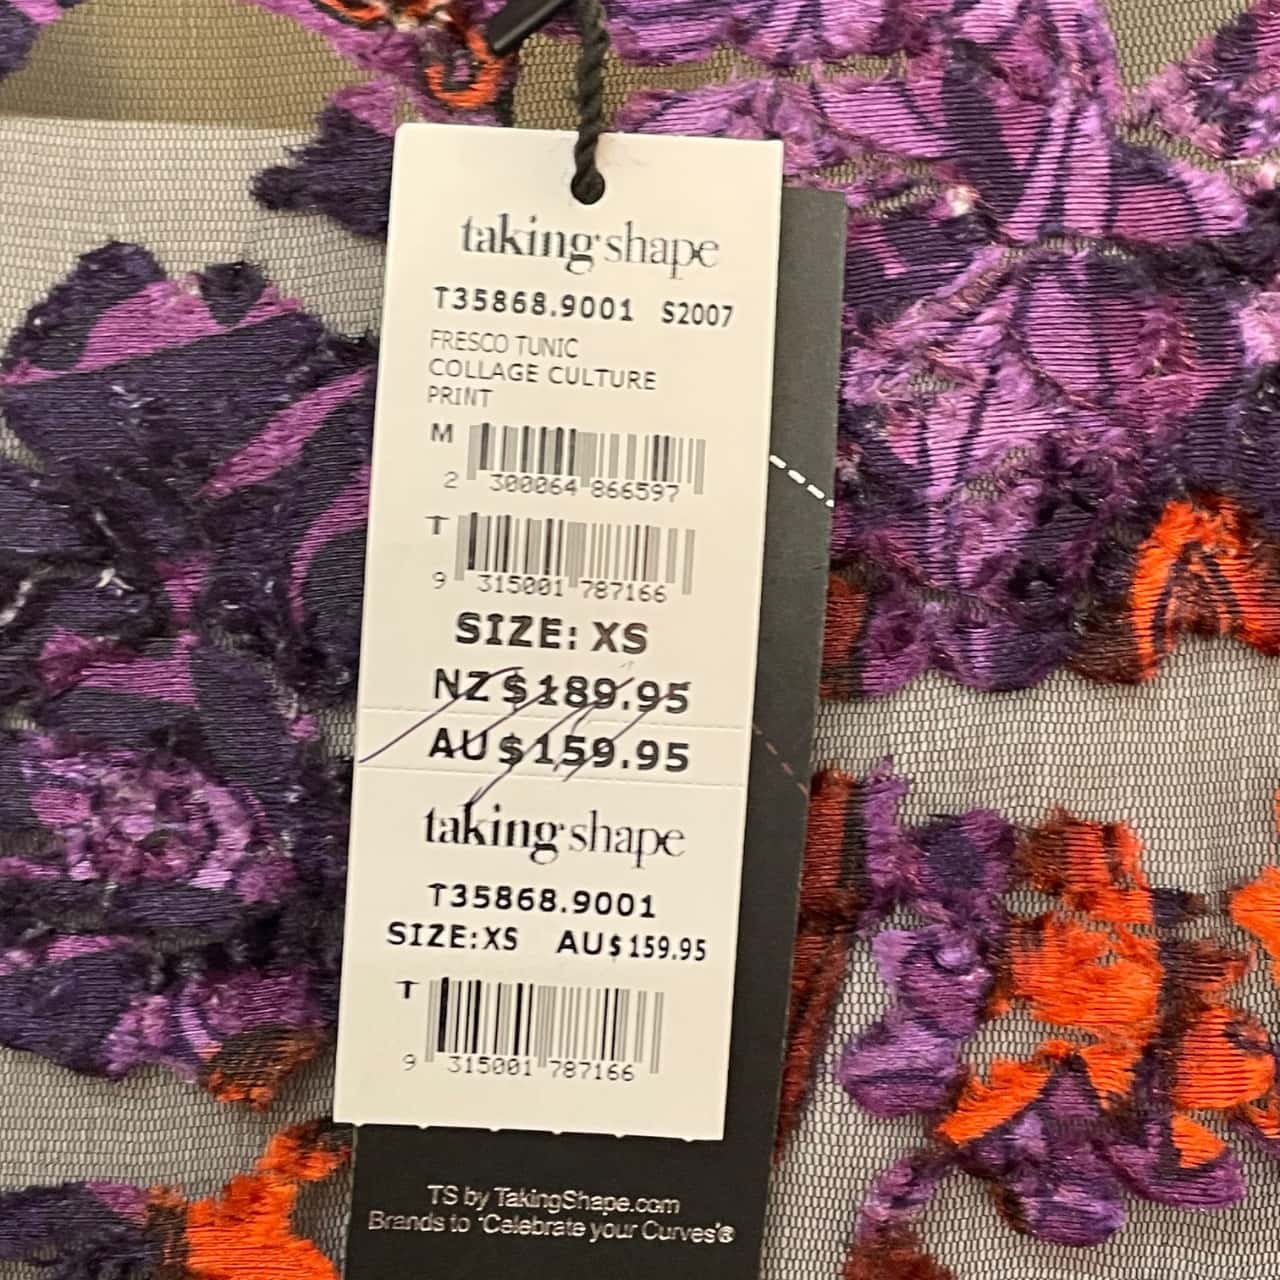 taking shape
T35868.9001 S2007
FRESCO TUNIC
COLLAGE CULTURE
PRINT
M
2 300064 866597
T
9 315001 787166
SIZE: XS
NZ $189.95
AU $159.95
taking shape
T35868.9001
SIZE:XS AU$159.95
T
9 315001 787166
TS by TakingShape.com
Brands to 'Celebrate your Curves'®